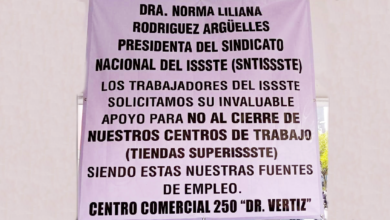 DRA. NORMA LILIANA
RODRIGUEZ ARGÜELLES
PRESIDENTA DEL SINDICATO
NACIONAL DEL ISSSTE (SNTISSSTE)
LOS TRABAJADORES DEL ISSSTE
SOLICITAMOS SU INVALUABLE
APOYO PARA NO AL CIERRE DE
NUESTROS CENTROS DE TRABAJO
(TIENDAS SUPERISSSTE)
SIENDO ESTAS NUESTRAS FUENTES
DE EMPLEO.
CENTRO COMERCIAL 250 "DR. VERTIZ"